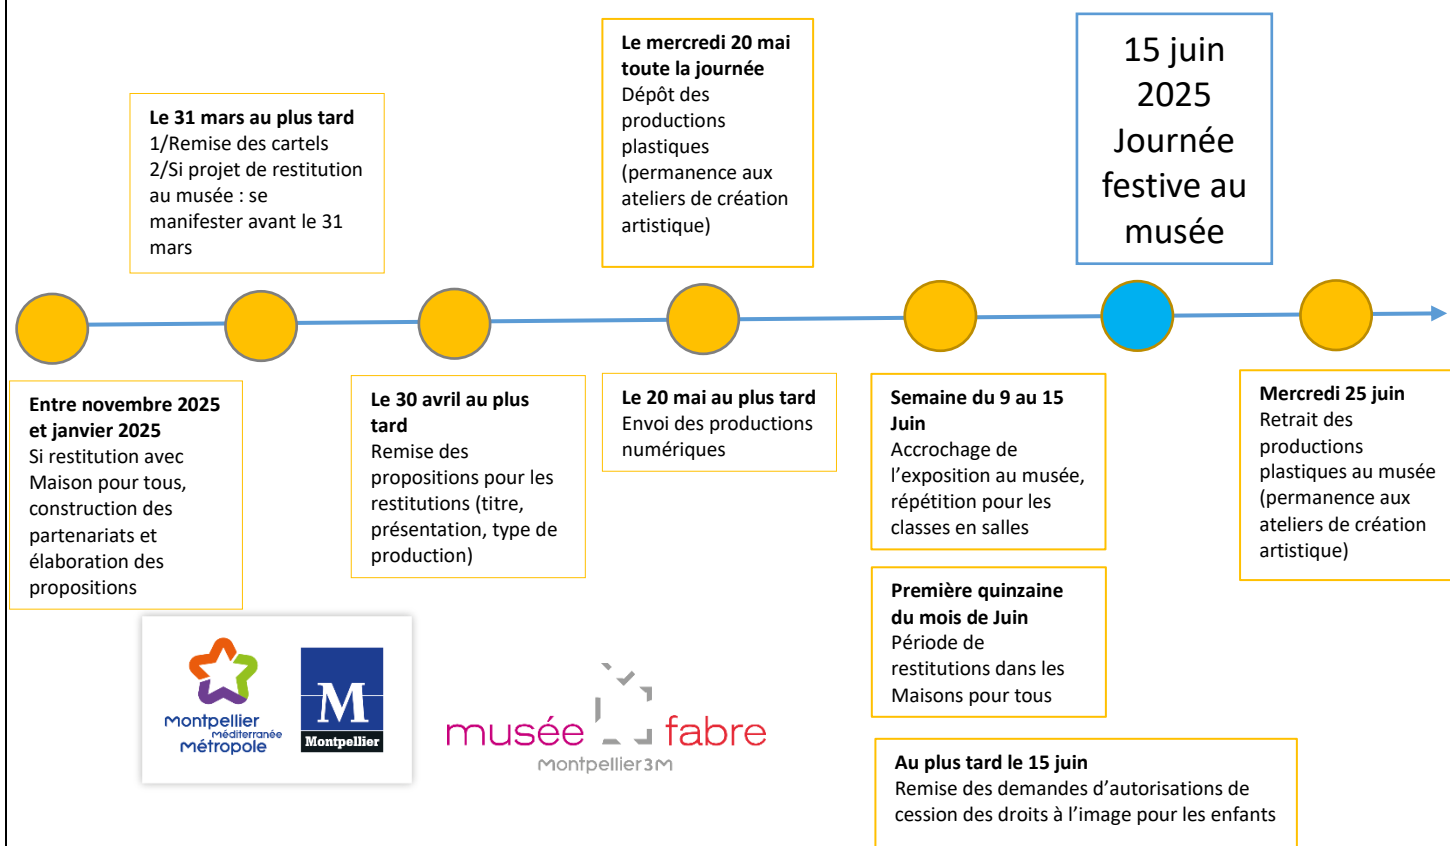 Le 31 mars au plus tard
1/Remise des cartels
2/Si projet de restitution
au musée : se
manifester avant le 31
mars
Le mercredi 20 mai
toute la journée
Dépôt des
productions
plastiques
(permanence aux
ateliers de création
artistique)
15 juin
2025
Journée
festive au
musée
Entre novembre 2025
et janvier 2025
Si restitution avec
Maison pour tous,
construction des
partenariats et
élaboration des
propositions
Le 30 avril au plus
tard
Remise des
propositions pour les
restitutions (titre,
présentation, type de
production)
Le 20 mai au plus tard
Envoi des productions
numériques
Semaine du 9 au 15
Juin
Accrochage de
l’exposition au musée,
répétition pour les
classes en salles
Première quinzaine
du mois de Juin
Période de
restitutions dans les
Maisons pour tous
Au plus tard le 15 juin
Remise des demandes d’autorisations de
cession des droits à l’image pour les enfants
Mercredi 25 juin
Retrait des
productions
plastiques au musée
(permanence aux
ateliers de création
artistique)
montpellier
méditerranée
métropole
M
Montpellier
musée fabre
montpellier3m